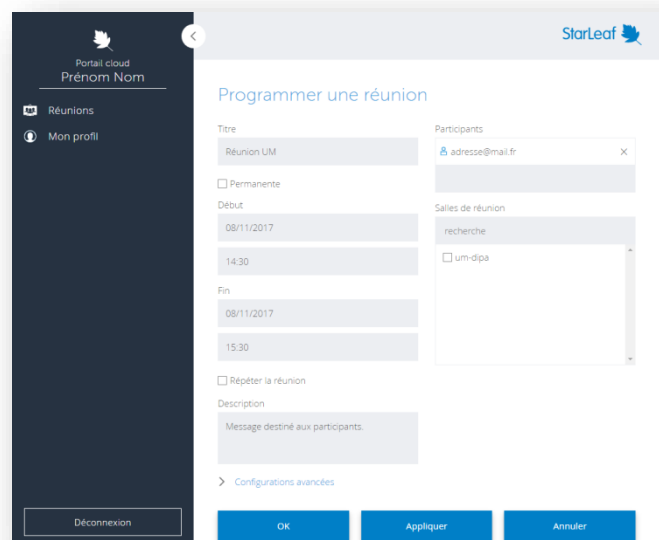 Portail cloud
Prénom Nom
Réunions
Mon profil
Déconnexion
StarLeaf
Programmer une réunion
Titre
Réunion UM
Permanente
Début
08/11/2017
14:30
Fin
08/11/2017
15:30
Répéter la réunion
Description
Message destiné aux participants.
Configurations avancées
Participants
adresse@mail.fr
Salles de réunion
recherche
um-dipa
OK
Appliquer
Annuler